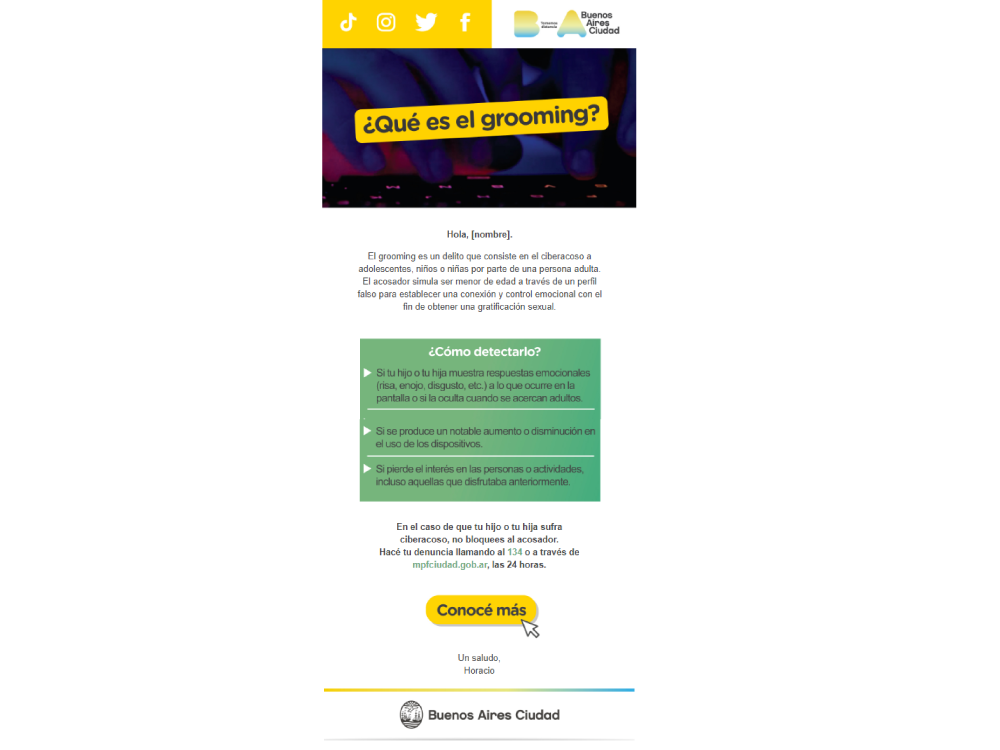 BA
Tomemos
distancia
Buenos
Aires
Ciudad
¿Qué es el grooming?
Hola, [nombre].
El grooming es un delito que consiste en el ciberacoso a
adolescentes, niños o niñas por parte de una persona adulta.
El acosador simula ser menor de edad a través de un perfil
falso para establecer una conexión y control emocional con el
fin de obtener una gratificación sexual.
¿Cómo detectarlo?
Si tu hijo o tu hija muestra respuestas emocionales
(risa, enojo, disgusto, etc.) a lo que ocurre en la
pantalla o si la oculta cuando se acercan adultos.
Si se produce un notable aumento o disminución en
el uso de los dispositivos.
Si pierde el interés en las personas o actividades,
incluso aquellas que disfrutaba anteriormente.
En el caso de que tu hijo o tu hija sufra
ciberacoso, no bloquees al acosador.
Hacé tu denuncia llamando al 134 o a través de
mpfciudad.gob.ar, las 24 horas.
Conocé más
Un saludo,
Horacio
Buenos Aires Ciudad